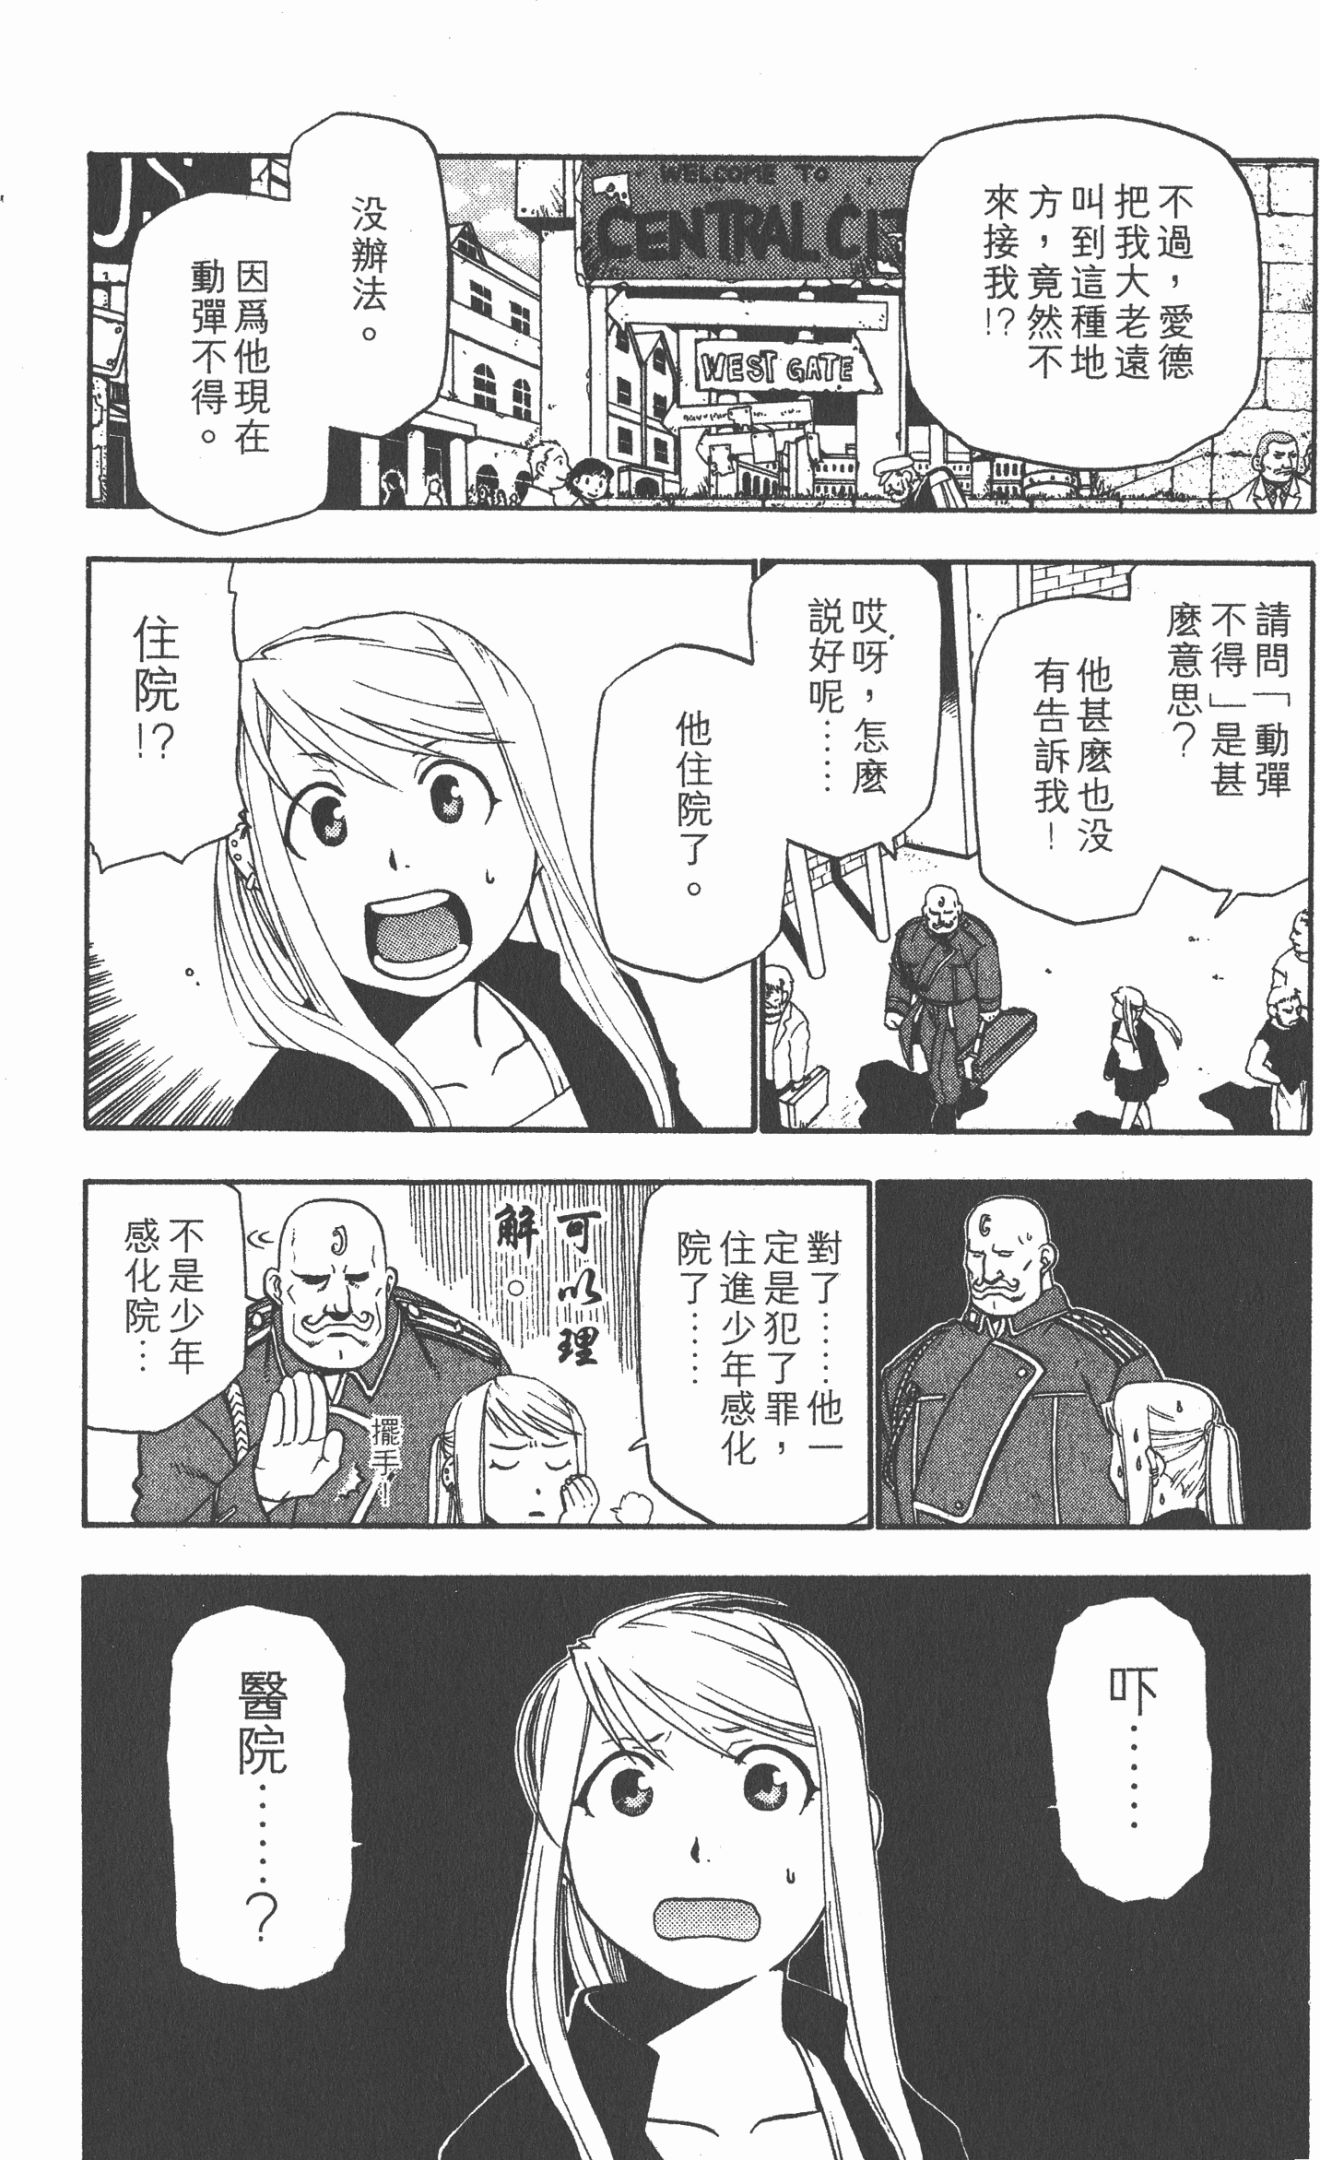 不過，愛德
把我大老遠
叫到這種地
方，竟然不
來接我!?
WELCOME TO
CENTRAL CI
WEST GATE
没辦法。
因爲他現在
動彈不得。
請問「動彈
不得」是甚
麼意思？
他甚麼也没
有告訴我！
哎呀，怎麼
説好呢……
他住院了。
住院!?
對了……他一
定是犯了罪，
住進少年感化
院了……
可以理
解。
擺手！
不是少年
感化院…
吓……
醫院……？